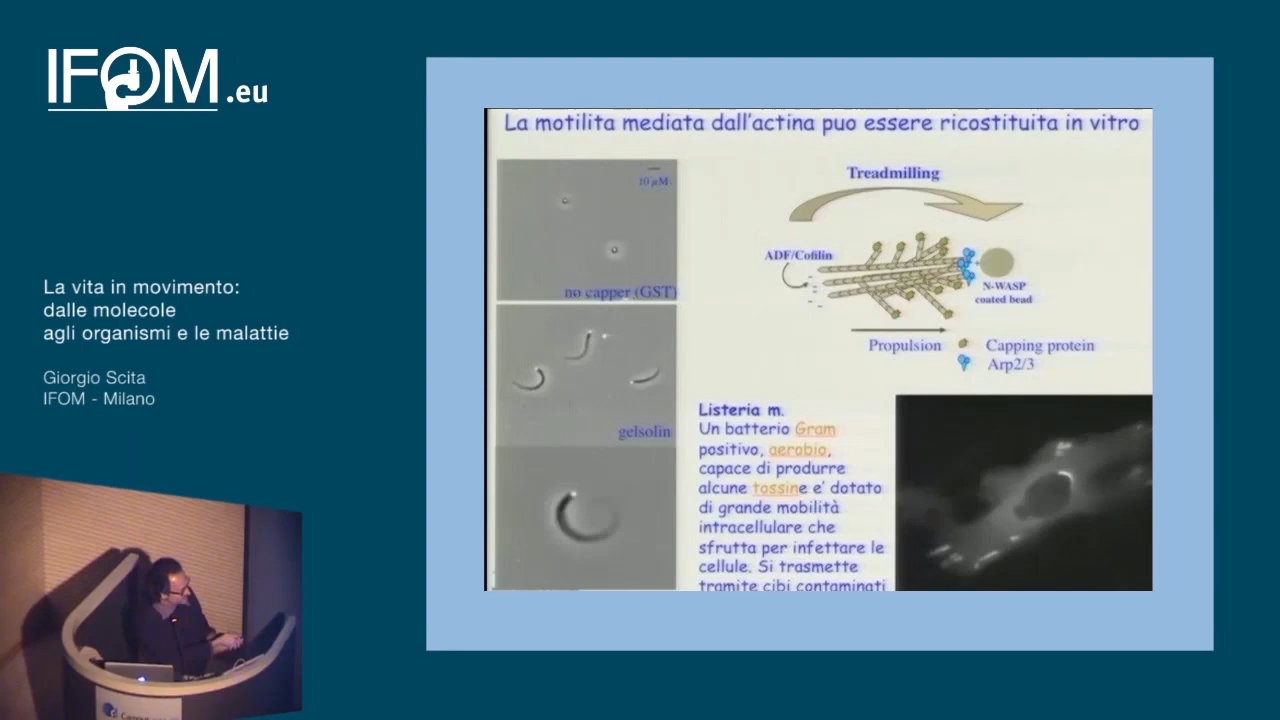 IFOM.eu
La vita in movimento:
dalle molecole
agli organismi e le malattie
Giorgio Scita
IFOM - Milano
La motilita mediata dall'actina puo essere ricostituita in vitro
10 µM
no capper (GST)
gelsolin
Treadmilling
ADF/Cofilin
N-WASP
coated bead
Propulsion
Capping protein
Arp2/3
Listeria m.
Un batterio Gram
positivo, aerobio,
capace di produrre
alcune tossine e' dotato
di grande mobilità
intracellulare che
sfrutta per infettare le
cellule. Si trasmette
tramite cibi contaminati